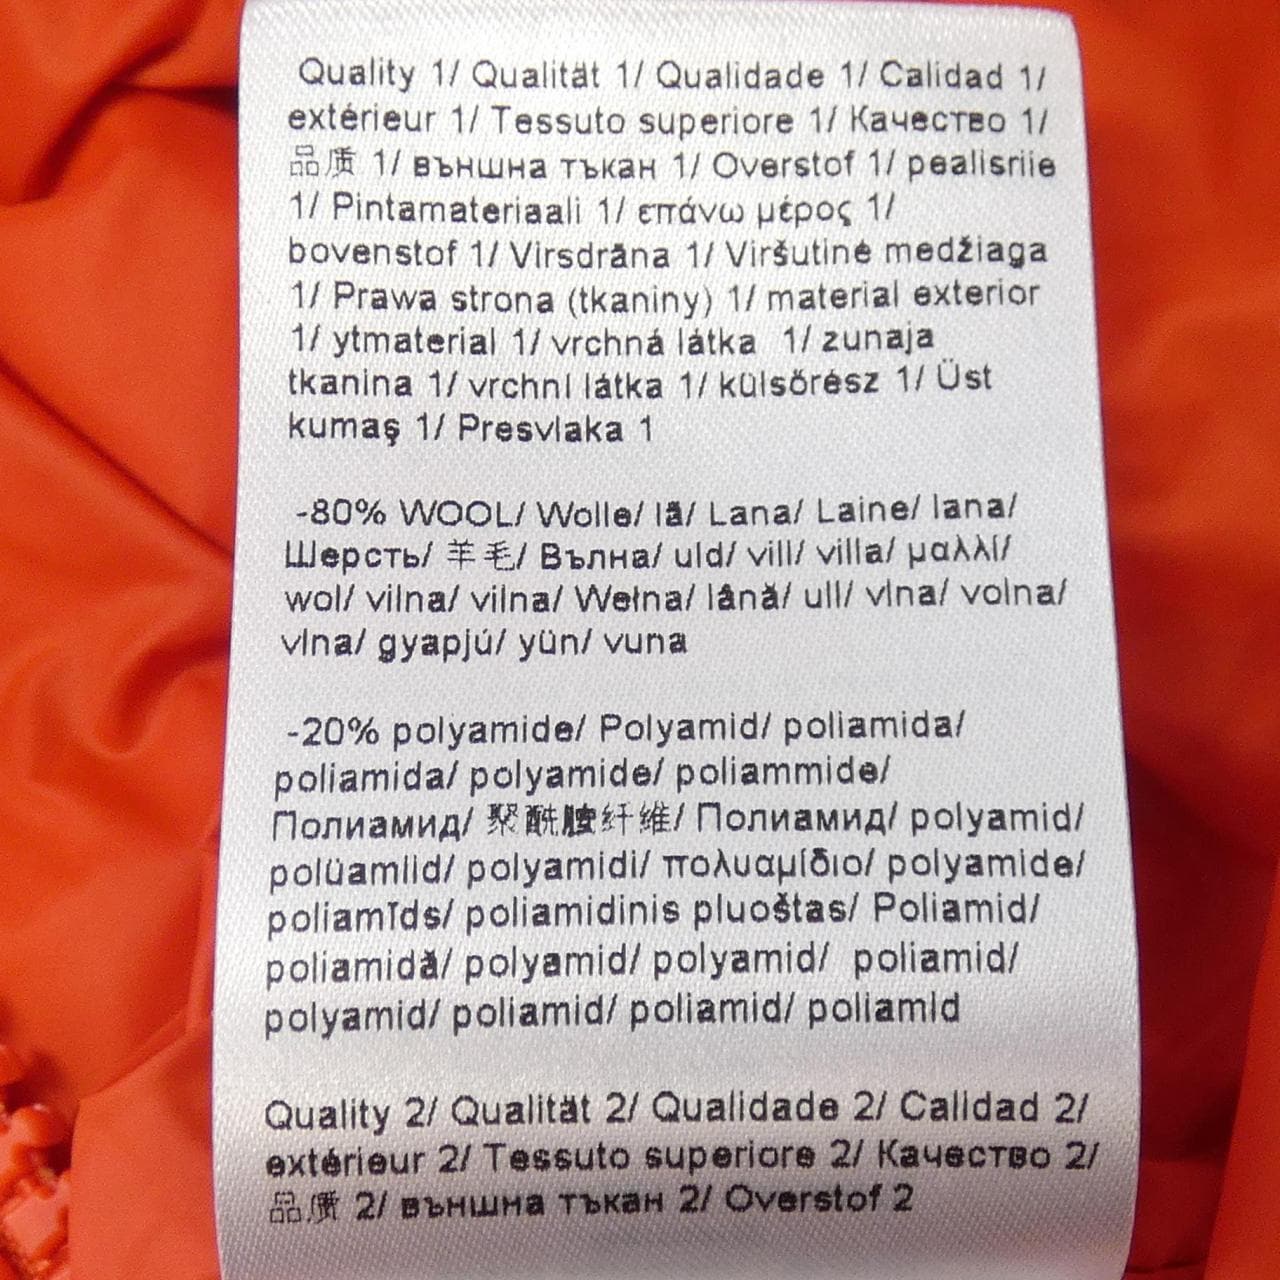 Quality 1/ Qualität 1/ Qualidade 1/ Calidad 1/
extérieur 1/ Tessuto superiore 1/ Качество 1/
品质 1/ външна тъкан 1/ Overstof 1/ pealisriie
1/ Pintamateriaali 1/ επάνω μέρος 1/
bovenstof 1/ Virsdrāna 1/ Viršutinė medžiaga
1/ Prawa strona (tkaniny) 1/ material exterior
1/ ytmaterial 1/ vrchná látka 1/ zunaja
tkanina 1/ vrchní látka 1/ külsőrész 1/ Üst
kumaş 1/ Presvlaka 1
-80% WOOL/ Wolle/ lã/ Lana/ Laine/ lana/
Шерсть/ 羊毛/ Вълна/ uld/ vill/ villa/ μαλλί/
wol/ vilna/ vilna/ Wełna/ lână/ ull/ vlna/ volna/
vlna/ gyapjú/ yün/ vuna
-20% polyamide/ Polyamid/ poliamida/
poliamida/ polyamide/ poliammide/
Полиамид/ 聚酰胺纤维/ Полиамид/ polyamid/
polüamiid/ polyamidi/ πολυαμίδιο/ polyamide/
poliamīds/ poliamidinis pluoštas/ Poliamid/
poliamidă/ polyamid/ polyamid/ poliamid/
polyamid/ poliamid/ poliamid/ poliamid
Quality 2/ Qualität 2/ Qualidade 2/ Calidad 2/
extérieur 2/ Tessuto superiore 2/ Качество 2/
品质 2/ външна тъкан 2/ Overstof 2